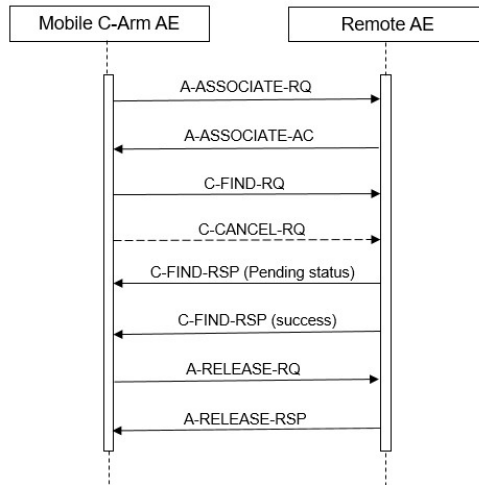 Mobile C-Arm AE
Remote AE
A-ASSOCIATE-RQ
A-ASSOCIATE-AC
C-FIND-RQ
C-CANCEL-RQ
C-FIND-RSP (Pending status)
C-FIND-RSP (success)
A-RELEASE-RQ
A-RELEASE-RSP